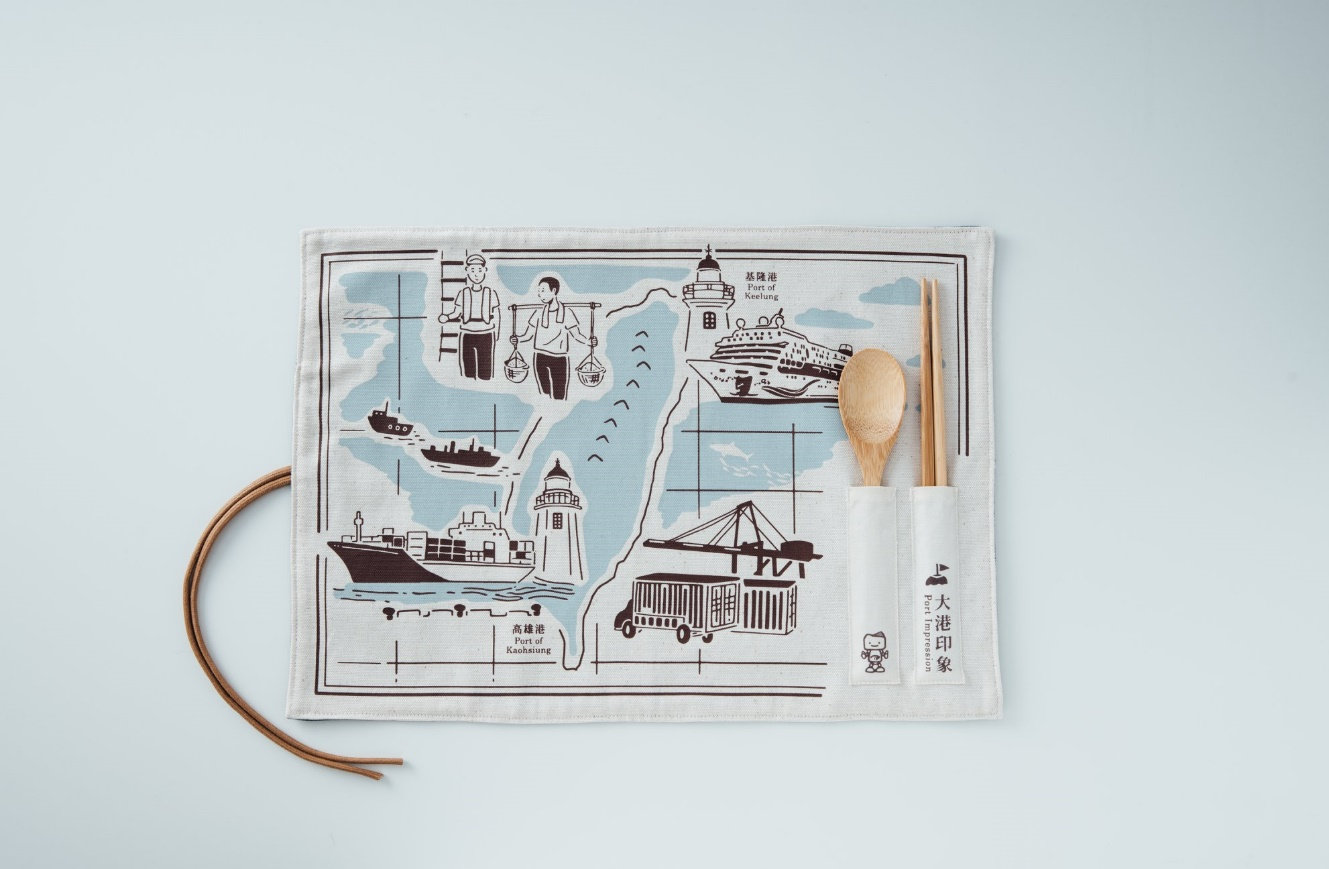 基隆港
Port of
Keelung
高雄港
Port of
Kaohsiung
大港印象
Port Impression